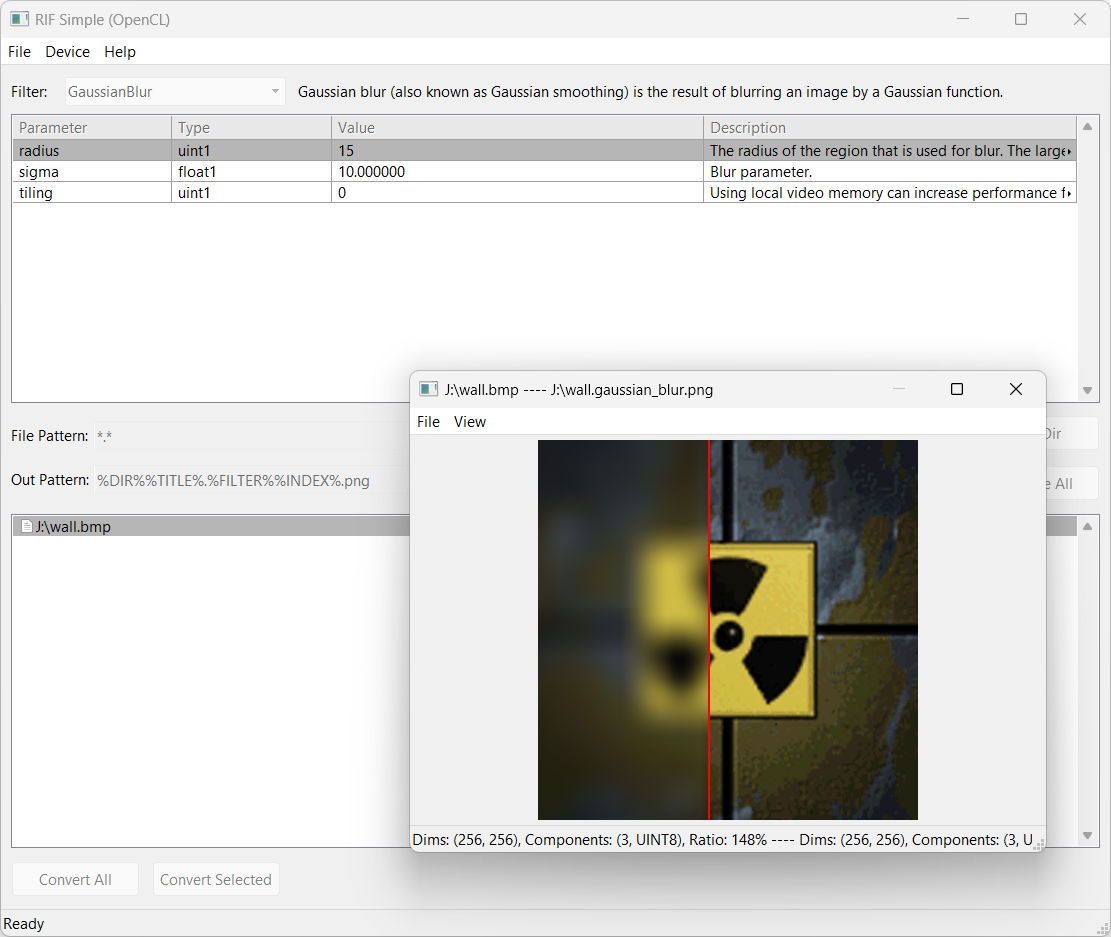 RIF Simple (OpenCL)
File Device Help
Filter: GaussianBlur Gaussian blur (also known as Gaussian smoothing) is the result of blurring an image by a Gaussian function.
Parameter Type Value Description
radius uint1 15 The radius of the region that is used for blur. The large
sigma float1 10.000000 Blur parameter.
tiling uint1 0 Using local video memory can increase performance f
J:\wall.bmp ---- J:\wall.gaussian_blur.png
File View
File Pattern: *.*
Dir
Out Pattern: %DIR%%TITLE%.%FILTER%%INDEX%.png
e All
J:\wall.bmp
Dims: (256, 256), Components: (3, UINT8), Ratio: 148% ---- Dims: (256, 256), Components: (3, U
Convert All Convert Selected
Ready